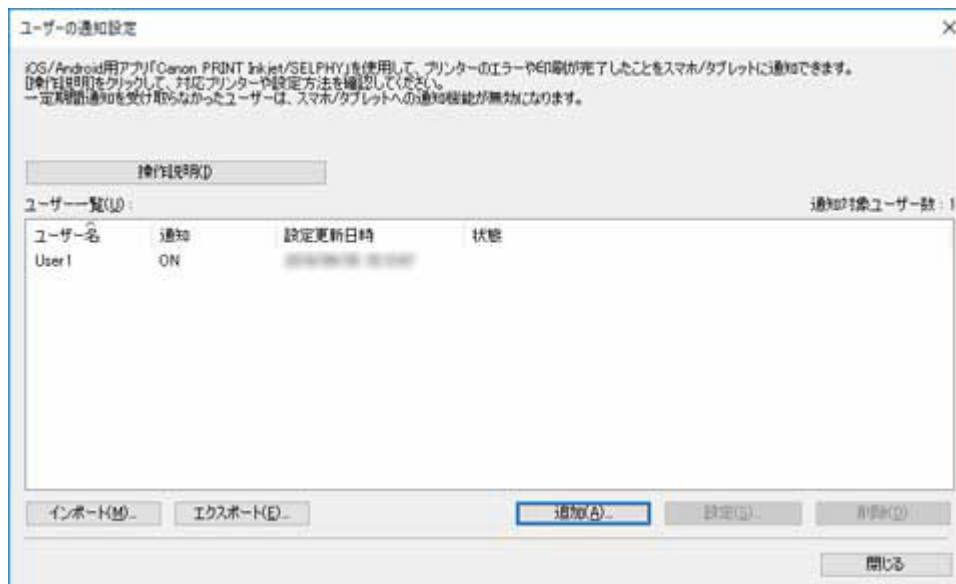 ユーザーの通知設定
iOS/Android用アプリ「Canon PRINT Inkjet/SELPHY」を使用して、プリンターのエラーや印刷が完了したことをスマホ/タブレットに通知できます。
[操作説明]をクリックして、対応プリンターや設定方法を確認してください。
一定期間通知を受け取らなかったユーザーは、スマホ/タブレットへの通知機能が無効になります。
操作説明(I)
ユーザー一覧(U): 通知対象ユーザー数: 1
ユーザー名 通知 設定更新日時 状態
User1 ON
インポート(M)... エクスポート(E)... 追加(A)... 設定(S)... 削除(D)
閉じる